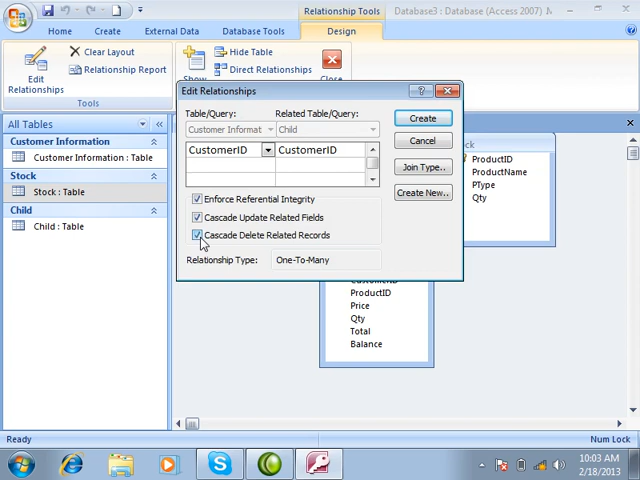 Relationship Tools
Database3 : Database (Access 2007)
Home
Create
External Data
Database Tools
Design
Edit
Relationships
Clear Layout
Relationship Report
Tools
Show
Hide Table
Direct Relationships
Close
All Tables
Customer Information
Customer Information : Table
Stock
Stock : Table
Child
Child : Table
Edit Relationships
Table/Query:
Related Table/Query:
Customer Informat
Child
CustomerID
CustomerID
Enforce Referential Integrity
Cascade Update Related Fields
Cascade Delete Related Records
Relationship Type:
One-To-Many
Create
Cancel
Join Type..
Create New..
ProductID
ProductName
PType
Qty
CustomerID
ProductID
Price
Qty
Total
Balance
Ready
Num Lock
10:03 AM
2/18/2013